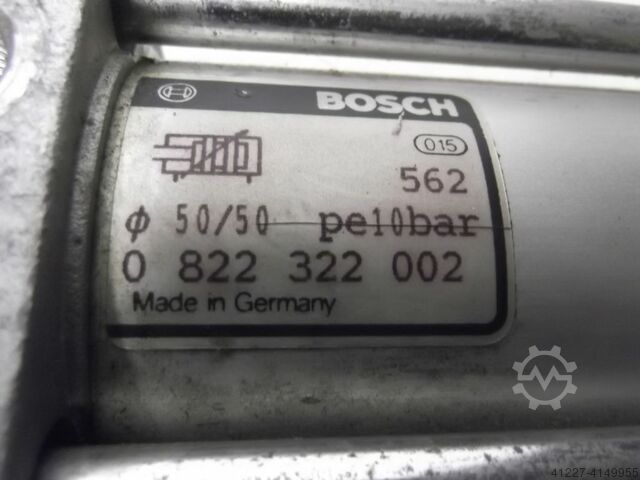 BOSCH
015
562
ϕ 50/50 pe10bar
0 822 322 002
Made in Germany
41227-4149955